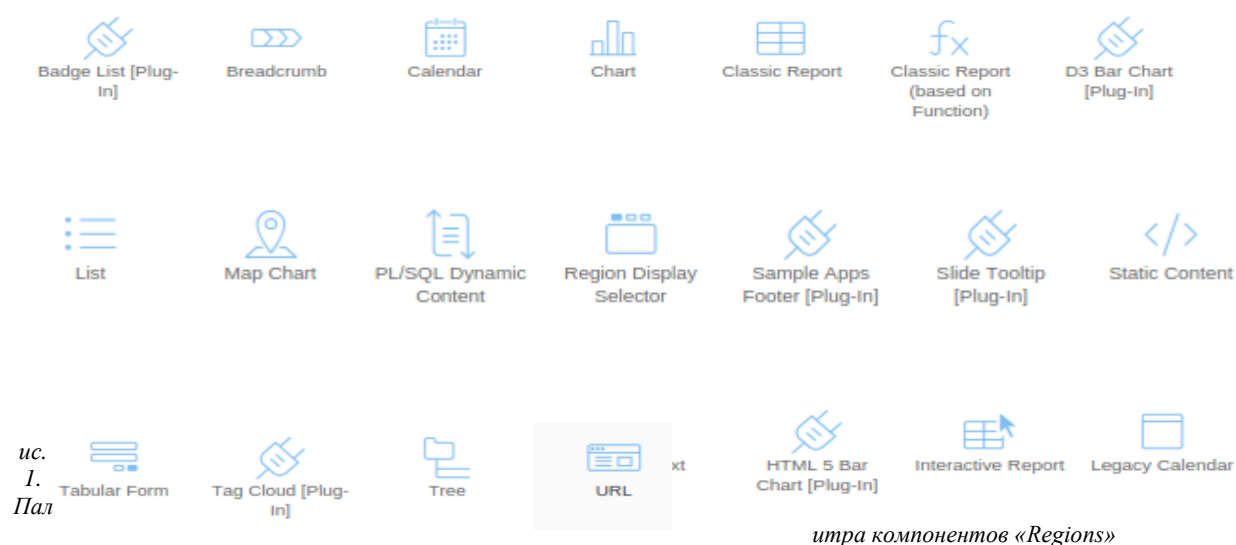 Badge List [Plug-
In]
Breadcrumb
Calendar
Chart
Classic Report
Classic Report
(based on
Function)
D3 Bar Chart
[Plug-In]
List
Map Chart
PL/SQL Dynamic
Content
Region Display
Selector
Sample Apps
Footer [Plug-In]
Slide Tooltip
[Plug-In]
Static Content
ис.
1.
Пал
Tabular Form
Tag Cloud [Plug-
In]
Tree
URL
xt
HTML 5 Bar
Chart [Plug-In]
Interactive Report
Legacy Calendar
итра компонентов «Regions»